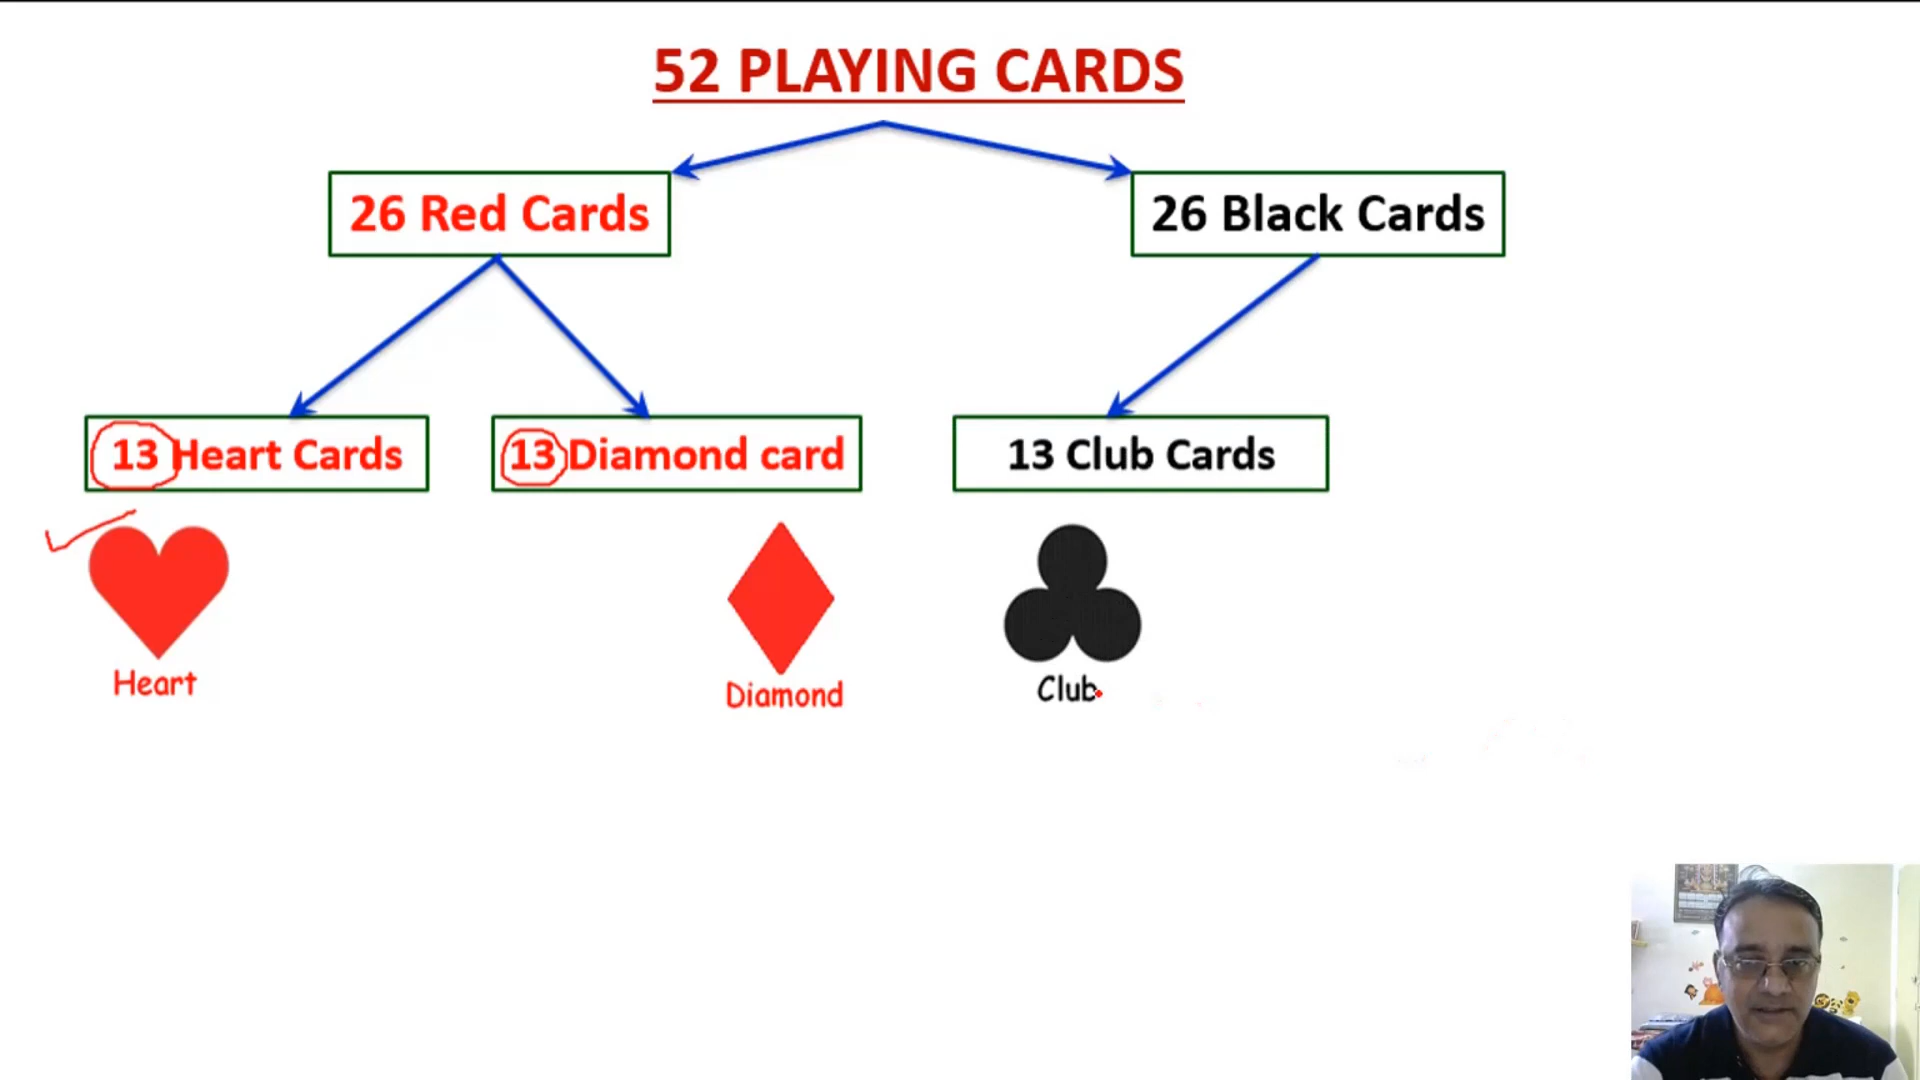 52 PLAYING CARDS
26 Red Cards
26 Black Cards
13 Heart Cards
13 Diamond card
13 Club Cards
Heart
Diamond
Club